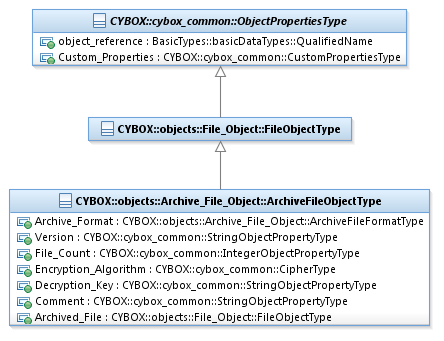 CYBOX::cybox_common::ObjectPropertiesType
object_reference : BasicTypes::basicDataTypes::QualifiedName
Custom_Properties : CYBOX::cybox_common::CustomPropertiesType
CYBOX::objects::File_Object::FileObjectType
CYBOX::objects::Archive_File_Object::ArchiveFileObjectType
Archive_Format : CYBOX::objects::Archive_File_Object::ArchiveFileFormatType
Version : CYBOX::cybox_common::StringObjectPropertyType
File_Count : CYBOX::cybox_common::IntegerObjectPropertyType
Encryption_Algorithm : CYBOX::cybox_common::CipherType
Decryption_Key : CYBOX::cybox_common::StringObjectPropertyType
Comment : CYBOX::cybox_common::StringObjectPropertyType
Archived_File : CYBOX::objects::File_Object::FileObjectType